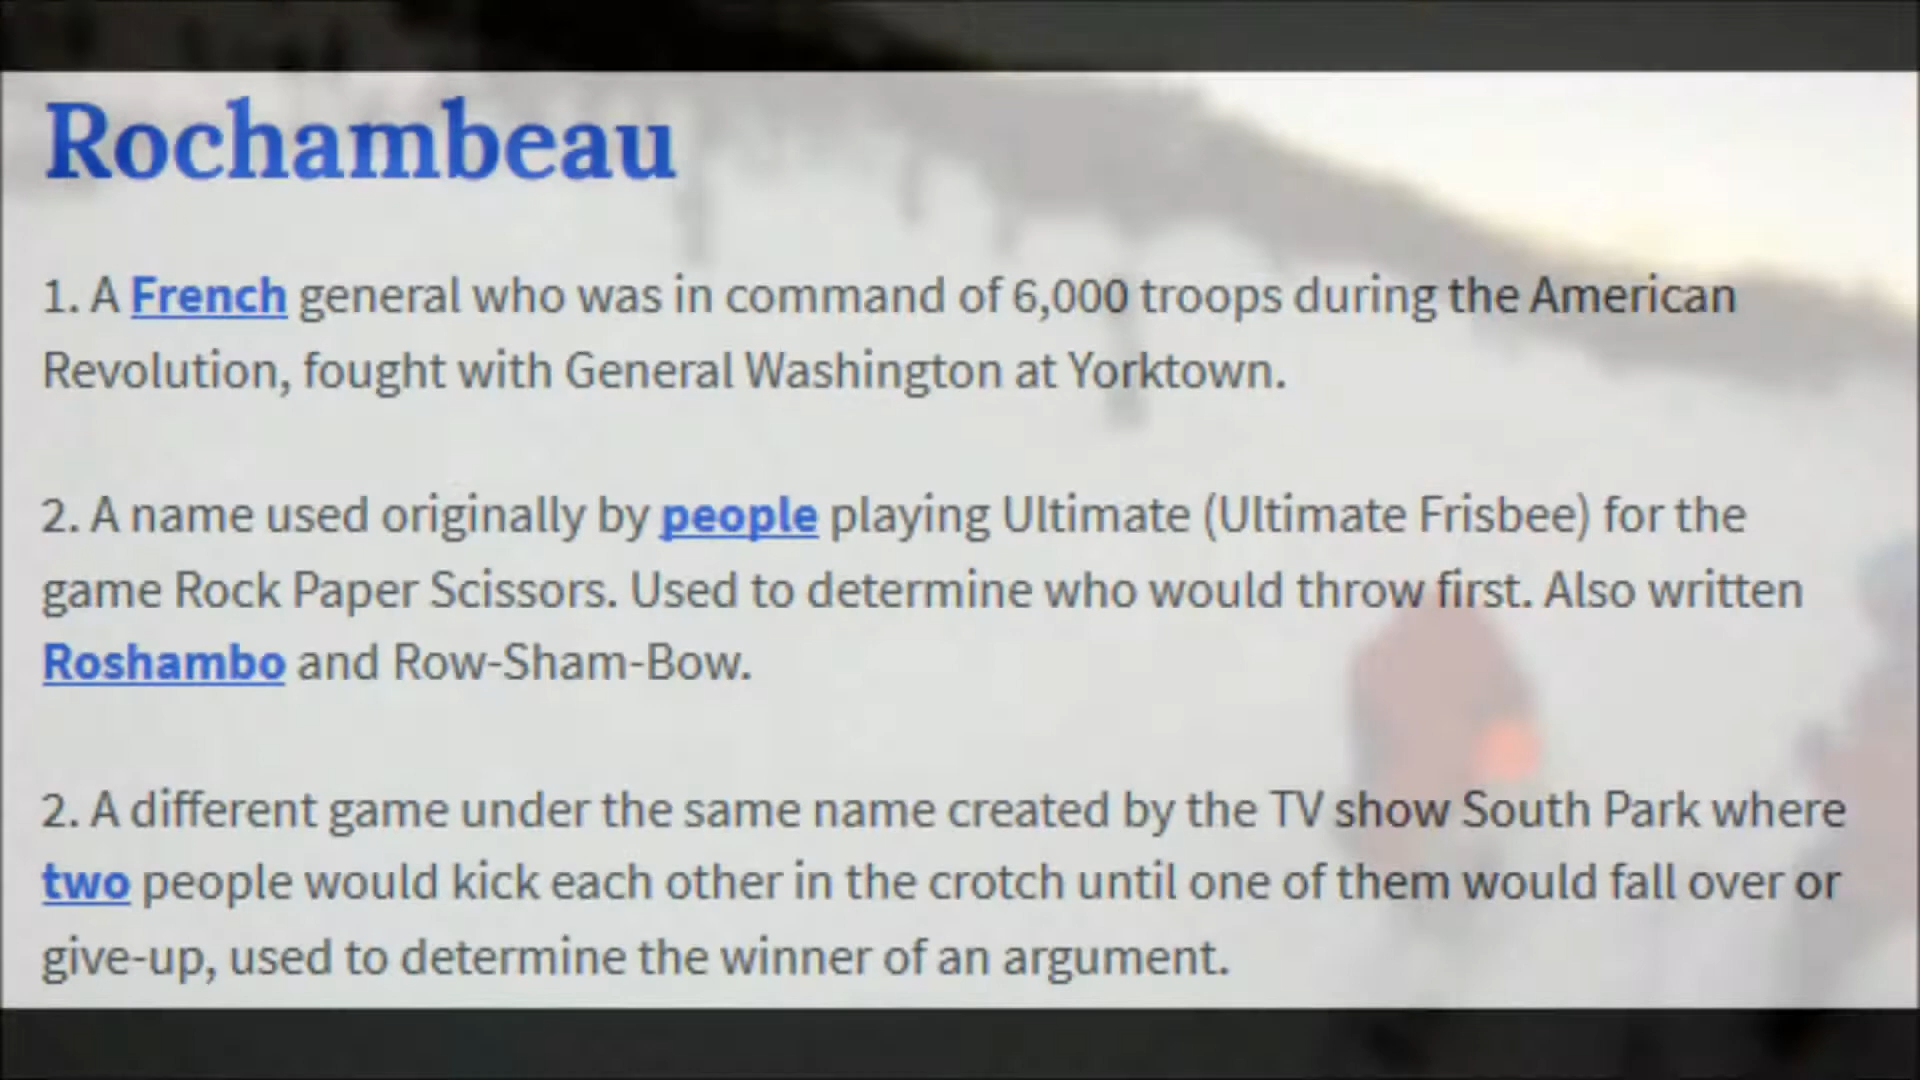 Rochambeau
1. A French general who was in command of 6,000 troops during the American
Revolution, fought with General Washington at Yorktown.
2. A name used originally by people playing Ultimate (Ultimate Frisbee) for the
game Rock Paper Scissors. Used to determine who would throw first. Also written
Roshambo and Row-Sham-Bow.
2. A different game under the same name created by the TV show South Park where
two people would kick each other in the crotch until one of them would fall over or
give-up, used to determine the winner of an argument.